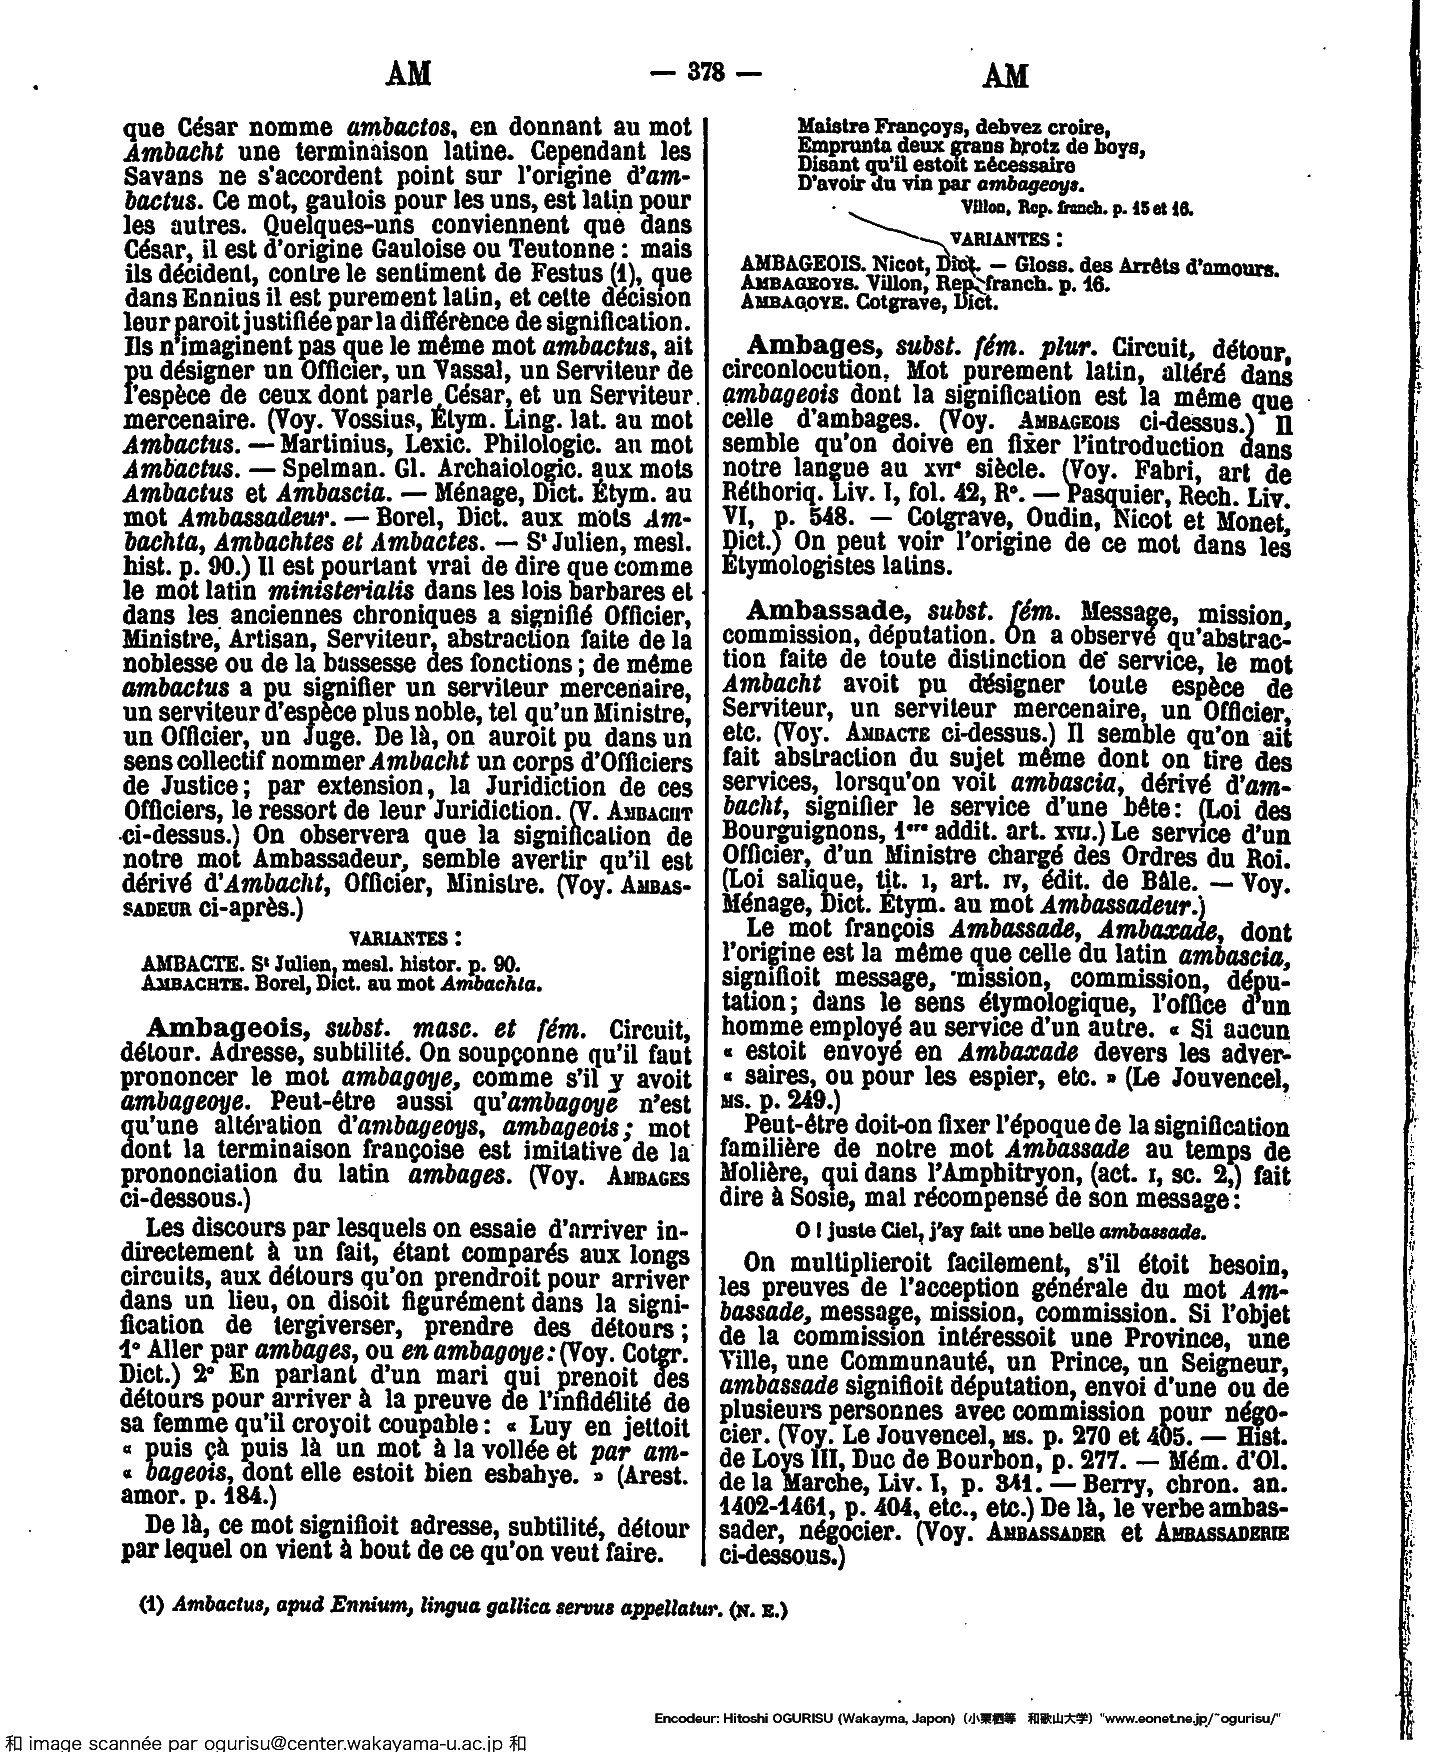 AM
— 378 —
AM
que César nomme ambactos, en donnant au mot
Ambacht une terminaison latine. Cependant les
Savans ne s'accordent point sur l'origine d'am-
bactus. Ce mot, gaulois pour les uns, est latin pour
les autres. Quelques-uns conviennent que dans
César, il est d'origine Gauloise ou Teutonne : mais
ils décident, contre le sentiment de Festus (1), que
dans Ennius il est purement latin, et cette décision
leur paroit justifiée par la différence de signification.
Ils n'imaginent pas que le même mot ambactus, ait
pu désigner un Officier, un Vassal, un Serviteur de
l'espèce de ceux dont parle César, et un Serviteur
mercenaire. (Voy. Vossius, Étym. Ling. lat. au mot
Ambactus. — Martinius, Lexic. Philologic. au mot
Ambactus. — Spelman. Gl. Archaiologic. aux mots
Ambactus et Ambascia. — Ménage, Dict. Étym. au
mot Ambassadeur. — Borel, Dict. aux mots Am-
bachta, Ambachtes et Ambactes. — St Julien, mesl.
hist. p. 90.) Il est pourtant vrai de dire que comme
le mot latin ministerialis dans les lois barbares et
dans les anciennes chroniques a signifié Officier,
Ministre, Artisan, Serviteur, abstraction faite de la
noblesse ou de la bassesse des fonctions ; de même
ambactus a pu signifier un serviteur mercenaire,
un serviteur d'espèce plus noble, tel qu'un Ministre,
un Officier, un Juge. De là, on auroit pu dans un
sens collectif nommer Ambacht un corps d'Officiers
de Justice ; par extension, la Juridiction de ces
Officiers, le ressort de leur Juridiction. (V. AMBACHT
ci-dessus.) On observera que la signification de
notre mot Ambassadeur, semble avertir qu'il est
dérivé d'Ambacht, Officier, Ministre. (Voy. AMBAS-
SADEUR ci-après.)
VARIANTES :
AMBACTE. St Julien, mesl. histor. p. 90.
AMBACHTE. Borel, Dict. au mot Ambachta.
Ambageois, subst. masc. et fém. Circuit,
détour. Adresse, subtilité. On soupçonne qu'il faut
prononcer le mot ambagoye, comme s'il y avoit
ambageoye. Peut-être aussi qu'ambagoye n'est
qu'une altération d'ambageoys, ambageois ; mot
dont la terminaison françoise est imitative de la
prononciation du latin ambages. (Voy. AMBAGES
ci-dessous.)
Les discours par lesquels on essaie d'arriver in-
directement à un fait, étant comparés aux longs
circuits, aux détours qu'on prendroit pour arriver
dans un lieu, on disoit figurément dans la signi-
fication de tergiverser, prendre des détours ;
1° Aller par ambages, ou en ambagoye : (Voy. Cotgr.
Dict.) 2° En parlant d'un mari qui prenoit des
détours pour arriver à la preuve de l'infidélité de
sa femme qu'il croyoit coupable : « Luy en jettoit
« puis çà puis là un mot à la vollée et par am-
« bageois, dont elle estoit bien esbahye. » (Arest.
amor. p. 184.)
De là, ce mot signifioit adresse, subtilité, détour
par lequel on vient à bout de ce qu'on veut faire.
Maistre Françoys, debvez croire,
Emprunta deux grans brotz de boys,
Disant qu'il estoit nécessaire
D'avoir du vin par ambageoys.
Villon, Rep. franch. p. 15 et 16.
VARIANTES :
AMBAGEOIS. Nicot, Dict. — Gloss. des Arrêts d'amours.
AMBAGEOYS. Villon, Rep. franch. p. 16.
AMBAGOYE. Cotgrave, Dict.
Ambages, subst. fém. plur. Circuit, détour,
circonlocution. Mot purement latin, altéré dans
ambageois dont la signification est la même que
celle d'ambages. (Voy. AMBAGEOIS ci-dessus.) Il
semble qu'on doive en fixer l'introduction dans
notre langue au XVIe siècle. (Voy. Fabri, art de
Réthoriq. Liv. I, fol. 42, R°. — Pasquier, Rech. Liv.
VI, p. 548. — Cotgrave, Oudin, Nicot et Monet,
Dict.) On peut voir l'origine de ce mot dans les
Étymologistes latins.
Ambassade, subst. fém. Message, mission,
commission, députation. On a observé qu'abstrac-
tion faite de toute distinction de service, le mot
Ambacht avoit pu désigner toute espèce de
Serviteur, un serviteur mercenaire, un Officier,
etc. (Voy. AMBACTE ci-dessus.) Il semble qu'on ait
fait abstraction du sujet même dont on tire des
services, lorsqu'on voit ambascia, dérivé d'am-
bacht, signifier le service d'une bête : (Loi des
Bourguignons, 1ere addit. art. XVII.) Le service d'un
Officier, d'un Ministre chargé des Ordres du Roi.
(Loi salique, tit. I, art. IV, édit. de Bâle. — Voy.
Ménage, Dict. Étym. au mot Ambassadeur.)
Le mot françois Ambassade, Ambaxade, dont
l'origine est la même que celle du latin ambascia,
signifioit message, mission, commission, dépu-
tation ; dans le sens étymologique, l'office d'un
homme employé au service d'un autre. « Si aucun
« estoit envoyé en Ambaxade devers les adver-
« saires, ou pour les espier, etc. » (Le Jouvencel,
MS. p. 249.)
Peut-être doit-on fixer l'époque de la signification
familière de notre mot Ambassade au temps de
Molière, qui dans l'Amphitryon, (act. I, sc. 2,) fait
dire à Sosie, mal récompensé de son message :
O ! juste Ciel, j'ay fait une belle ambassade.
On multiplieroit facilement, s'il étoit besoin,
les preuves de l'acception générale du mot Am-
bassade, message, mission, commission. Si l'objet
de la commission intéressoit une Province, une
Ville, une Communauté, un Prince, un Seigneur,
ambassade signifioit députation, envoi d'une ou de
plusieurs personnes avec commission pour négo-
cier. (Voy. Le Jouvencel, MS. p. 270 et 405. — Hist.
de Loys III, Duc de Bourbon, p. 277. — Mém. d'Ol.
de la Marche, Liv. I, p. 341. — Berry, chron. an.
1402-1461, p. 404, etc., etc.) De là, le verbe ambas-
sader, négocier. (Voy. AMBASSADER et AMBASSADERIE
ci-dessous.)
(1) Ambactus, apud Ennium, lingua gallica servus appellatur. (N. E.)
Encodeur: Hitoshi OGURISU (Wakayma, Japon) (小栗栖等 和歌山大学) "www.eonet.ne.jp/~ogurisu/"
和 image scannée par ogurisu@center.wakayama-u.ac.jp 和